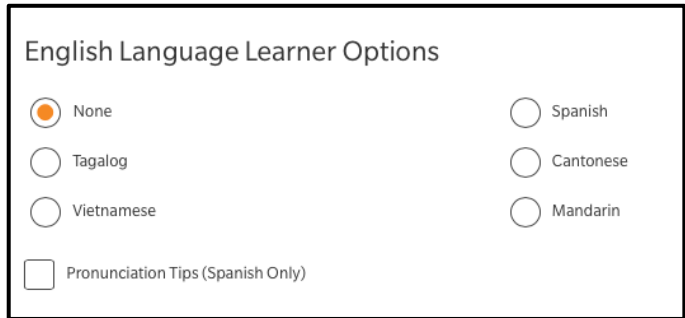 English Language Learner Options
None
Spanish
Tagalog
Cantonese
Vietnamese
Mandarin
Pronunciation Tips (Spanish Only)